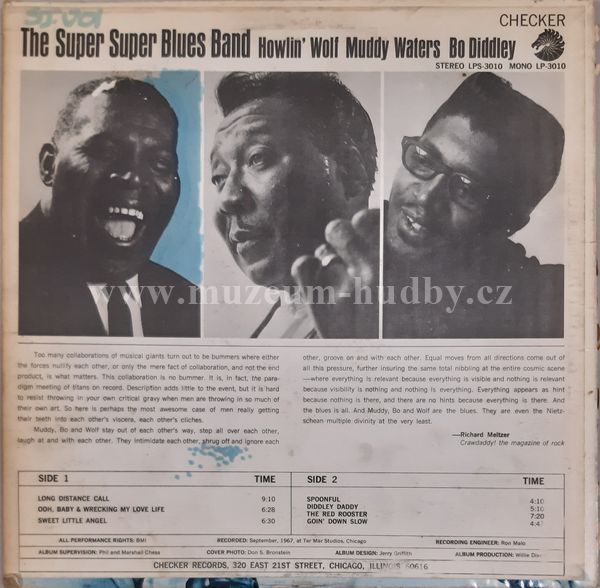 SJ.V01
CHECKER
The Super Super Blues Band Howlin' Wolf Muddy Waters Bo Diddley
STEREO LPS-3010 MONO LP-3010
www.muzeum-hudby.cz
Too many collaborations of musical giants turn out to be bummers where either
the forces nullify each other, or only the mere fact of collaboration, and not the end
product, is what matters. This collaboration is no bummer. It is, in fact, the para-
digm meeting of titans on record. Description adds little to the event, but it is hard
to resist throwing in your own critical gravy when men are throwing in so much of
their own art. So here is perhaps the most awesome case of men really getting
their teeth into each other's viscera, each other's cliches.
Muddy, Bo and Wolf stay out of each other's way, step all over each other,
laugh at and with each other. They intimidate each other, shrug off and ignore each
other, groove on and with each other. Equal moves from all directions come out of
all this pressure, further insuring the same total nibbling at the entire cosmic scene
—where everything is relevant because everything is visible and nothing is relevant
because visibility is nothing and nothing is everything. Everything appears as hint
because nothing is there, and there are no hints because everything is there. And
the blues is all. And Muddy, Bo and Wolf are the blues. They are even the Nietz-
schean multiple divinity at the very least.
—Richard Meltzer
Crawdaddy! the magazine of rock
SIDE 1 TIME
LONG DISTANCE CALL 9:10
OOH, BABY & WRECKING MY LOVE LIFE 6:28
SWEET LITTLE ANGEL 6:30
SIDE 2 TIME
SPOONFUL 4:10
DIDDLEY DADDY 5:10
THE RED ROOSTER 7:20
GOIN' DOWN SLOW 4:4
ALL PERFORMANCE RIGHTS: BMI RECORDED: September, 1967, at Ter Mar Studios, Chicago RECORDING ENGINEER: Ron Malo
ALBUM SUPERVISION: Phil and Marshall Chess COVER PHOTO: Don S. Bronstein ALBUM DESIGN: Jerry Griffith ALBUM PRODUCTION: Willie Dix
CHECKER RECORDS, 320 EAST 21ST STREET, CHICAGO, ILLINOIS 60616